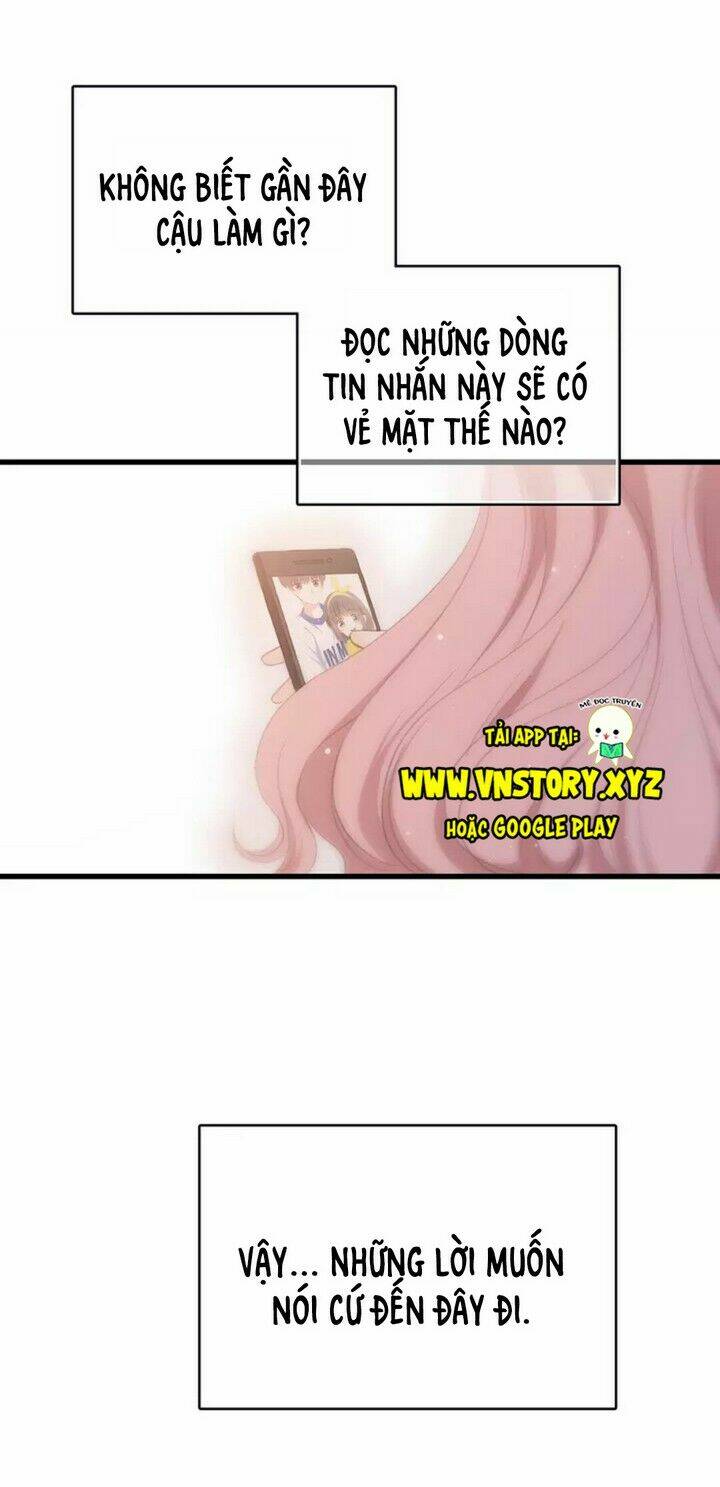 KHÔNG BIẾT GẦN ĐÂY
CẬU LÀM GÌ?
ĐỌC NHỮNG DÒNG
TIN NHẮN NÀY SẼ CÓ
VẺ MẶT THẾ NÀO?
IN.M
MÊ ĐỌC TRUYỆN
TẢI APP TẠI:
WWW.VNSTORY.XYZ
HOẶC GOOGLE PLAY
VẬY... NHỮNG LỜI MUỐN
NÓI CỨ ĐẾN ĐÂY ĐI.